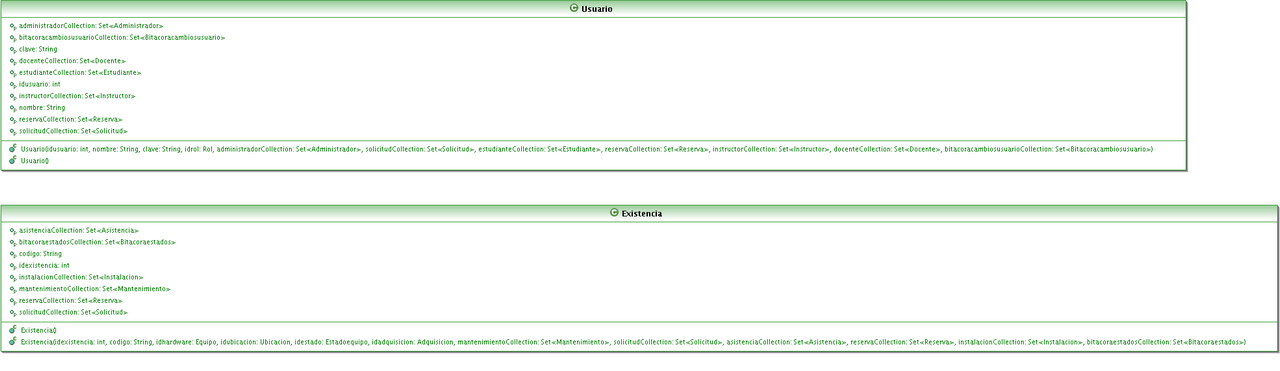 Usuario
administradorCollection: Set<Administrador>
bitacoracambiosusuarioCollection: Set<Bitacoracambiosusuario>
clave: String
docenteCollection: Set<Docente>
estudianteCollection: Set<Estudiante>
idusuario: int
instructorCollection: Set<Instructor>
nombre: String
reservaCollection: Set<Reserva>
solicitudCollection: Set<Solicitud>
Usuario(idusuario: int, nombre: String, clave: String, idrol: Rol, administradorCollection: Set<Administrador>, solicitudCollection: Set<Solicitud>, estudianteCollection: Set<Estudiante>, reservaCollection: Set<Reserva>, instructorCollection: Set<Instructor>, docenteCollection: Set<Docente>, bitacoracambiosusuarioCollection: Set<Bitacoracambiosusuario>)
Usuario()
Existencia
asistenciaCollection: Set<Asistencia>
bitacoraestadosCollection: Set<Bitacoraestados>
codigo: String
idexistencia: int
instalacionCollection: Set<Instalacion>
mantenimientoCollection: Set<Mantenimiento>
reservaCollection: Set<Reserva>
solicitudCollection: Set<Solicitud>
Existencia()
Existencia(idexistencia: int, codigo: String, idhardware: Equipo, idubicacion: Ubicacion, idestado: Estadoequipo, idadquisicion: Adquisicion, mantenimientoCollection: Set<Mantenimiento>, solicitudCollection: Set<Solicitud>, asistenciaCollection: Set<Asistencia>, reservaCollection: Set<Reserva>, instalacionCollection: Set<Instalacion>, bitacoraestadosCollection: Set<Bitacoraestados>)